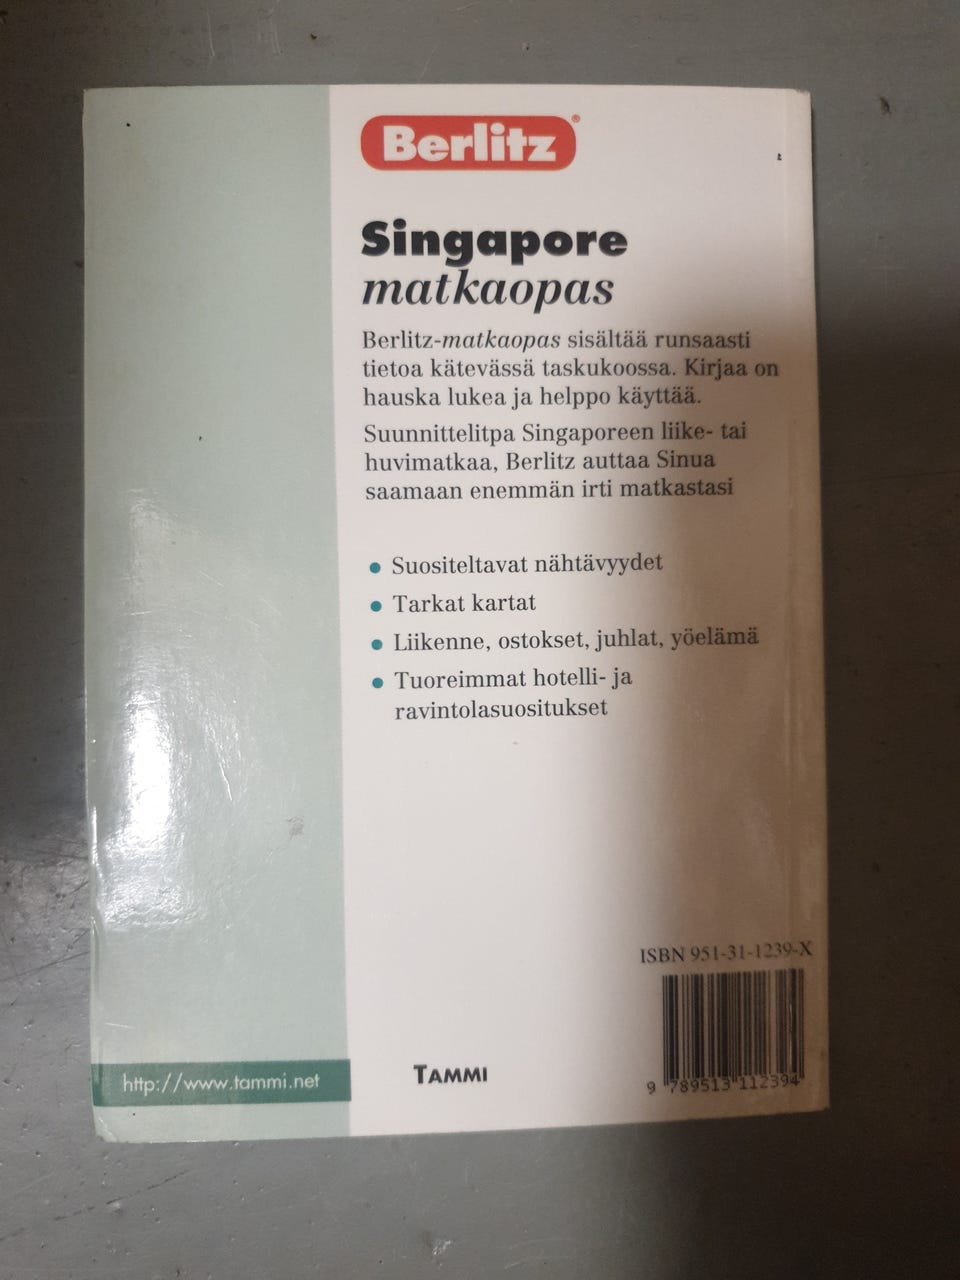 Berlitz®
Singapore
matkaopas
Berlitz-matkaopas sisältää runsaasti
tietoa kätevässä taskukoossa. Kirjaa on
hauska lukea ja helppo käyttää.
Suunnittelitpa Singaporeen liike- tai
huvimatkaa, Berlitz auttaa Sinua
saamaan enemmän irti matkastasi
• Suositeltavat nähtävyydet
• Tarkat kartat
• Liikenne, ostokset, juhlat, yöelämä
• Tuoreimmat hotelli- ja
ravintolasuositukset
ISBN 951-31-1239-X
9 789513 112394
TAMMI
http://www.tammi.net